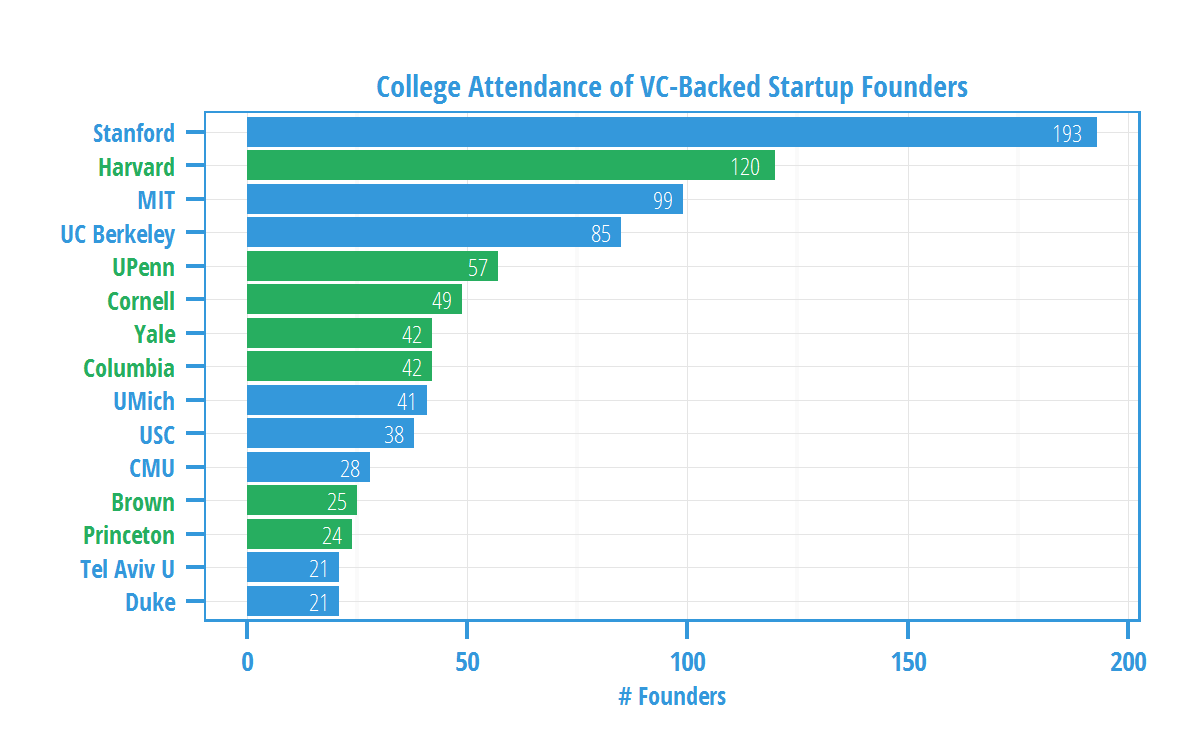 College Attendance of VC-Backed Startup Founders
Stanford 193
Harvard 120
MIT 99
UC Berkeley 85
UPenn 57
Cornell 49
Yale 42
Columbia 42
UMich 41
USC 38
CMU 28
Brown 25
Princeton 24
Tel Aviv U 21
Duke 21
0 50 100 150 200
# Founders